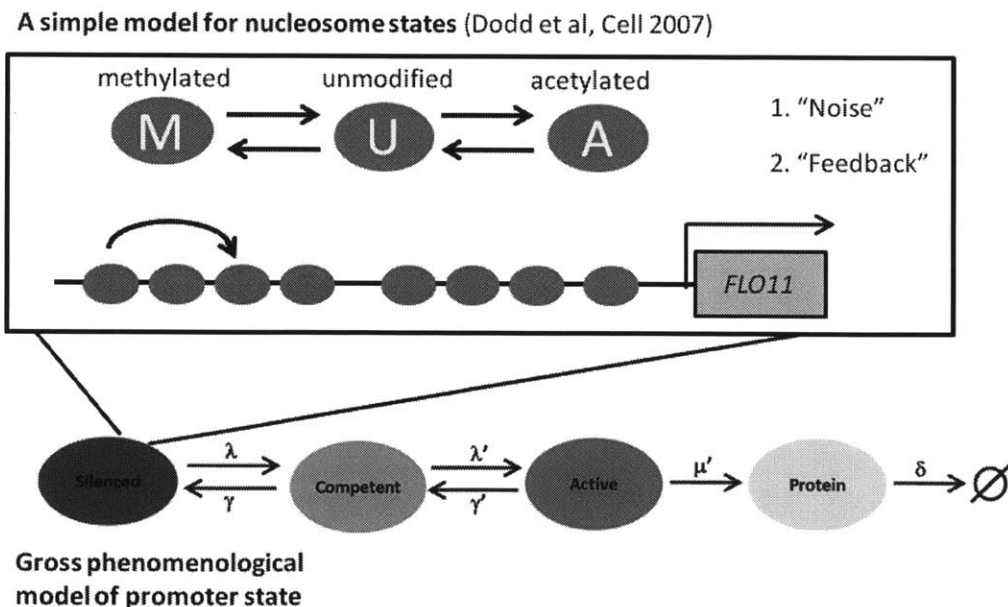 A simple model for nucleosome states (Dodd et al, Cell 2007)
methylated unmodified acetylated
M U A
1. “Noise”
2. “Feedback”
FLO11
λ λ'
Silenced Competent Active μ' Protein δ ∅
γ γ'
Gross phenomenological
model of promoter state